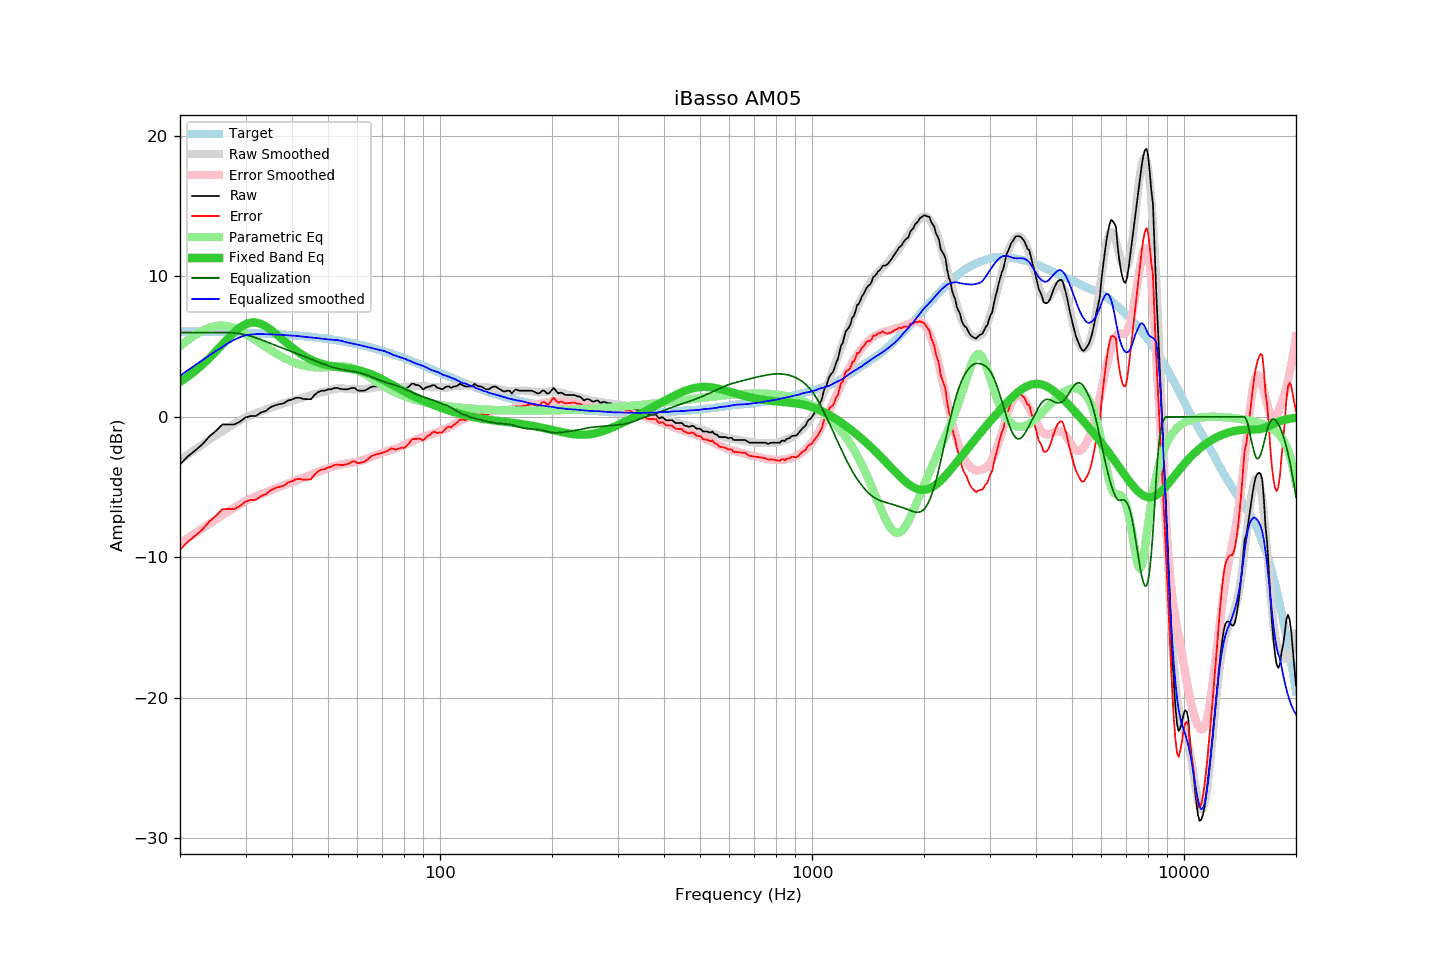 iBasso AM05
20
10
0
−10
−20
−30
Amplitude (dBr)
Target
Raw Smoothed
Error Smoothed
Raw
Error
Parametric Eq
Fixed Band Eq
Equalization
Equalized smoothed
100
1000
10000
Frequency (Hz)